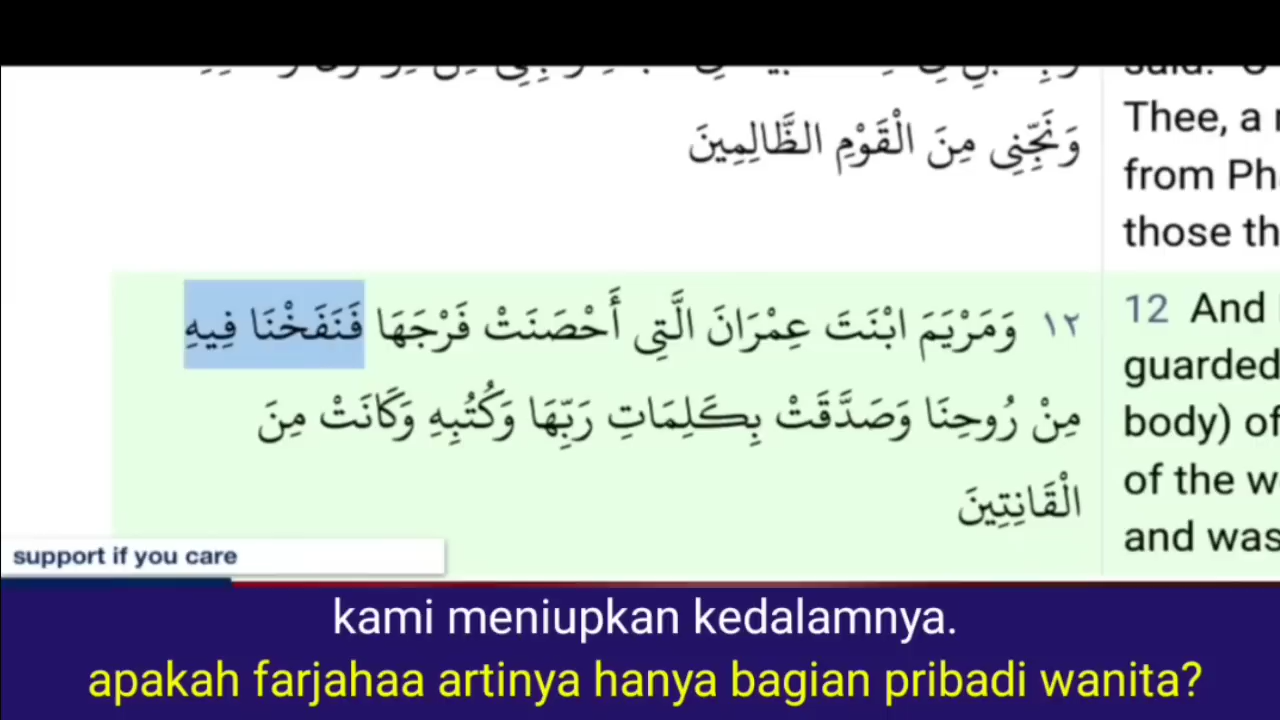 said: "O
وَنَجِّنِى مِنَ الْقَوْمِ الظَّالِمِينَ
Thee, a
from Ph
those th
١٢ وَمَرْيَمَ ابْنَتَ عِمْرَانَ الَّتِى أَحْصَنَتْ فَرْجَهَا فَنَفَخْنَا فِيهِ
مِنْ رُوحِنَا وَصَدَّقَتْ بِكَلِمَاتِ رَبِّهَا وَكُتُبِهِ وَكَانَتْ مِنَ
الْقَانِتِينَ
12 And
guarded
body) of
of the w
and was
support if you care
kami meniupkan kedalamnya.
apakah farjahaa artinya hanya bagian pribadi wanita?